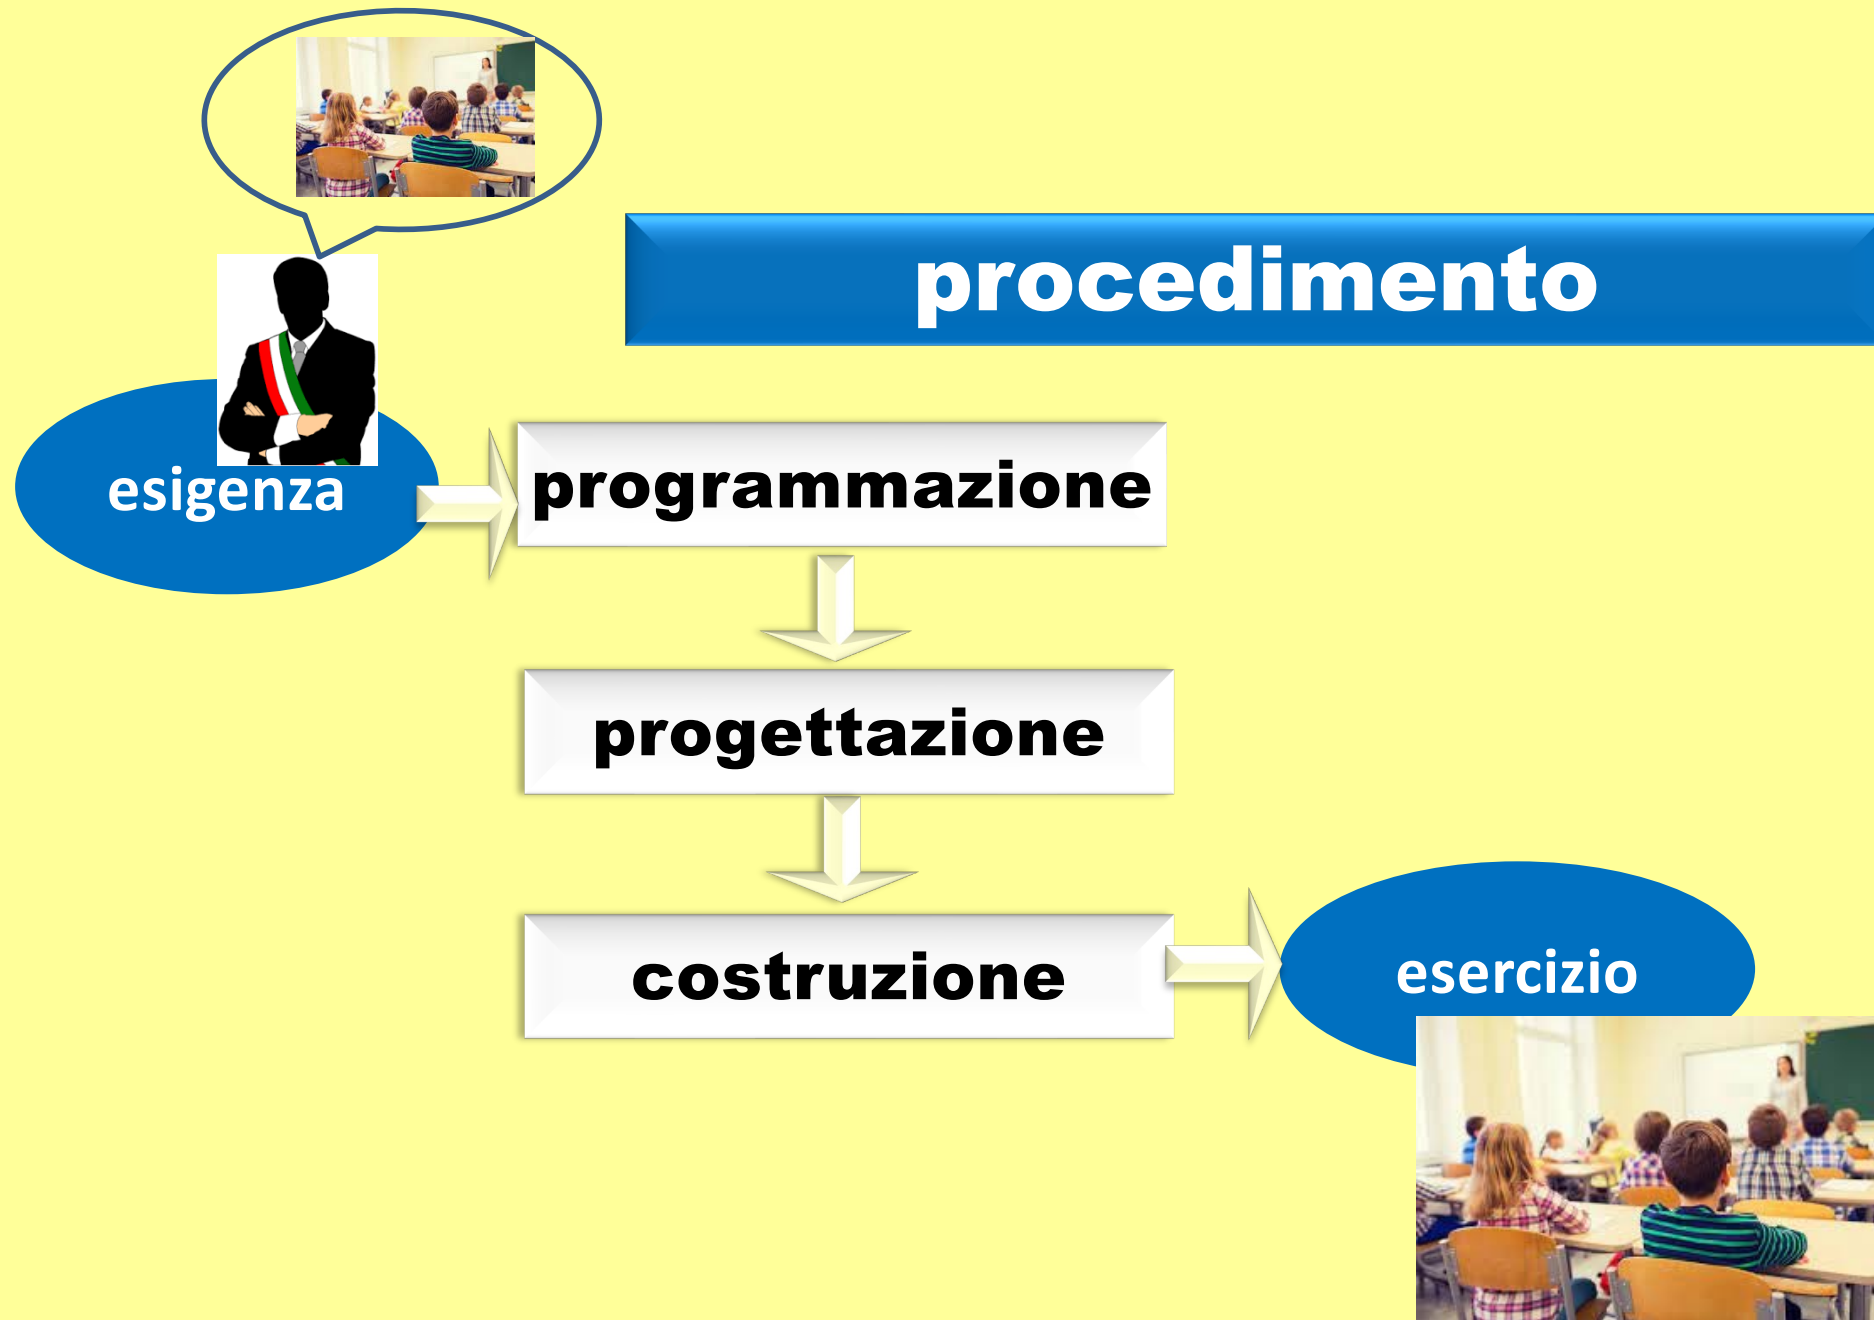 procedimento
esigenza
programmazione
progettazione
costruzione
esercizio